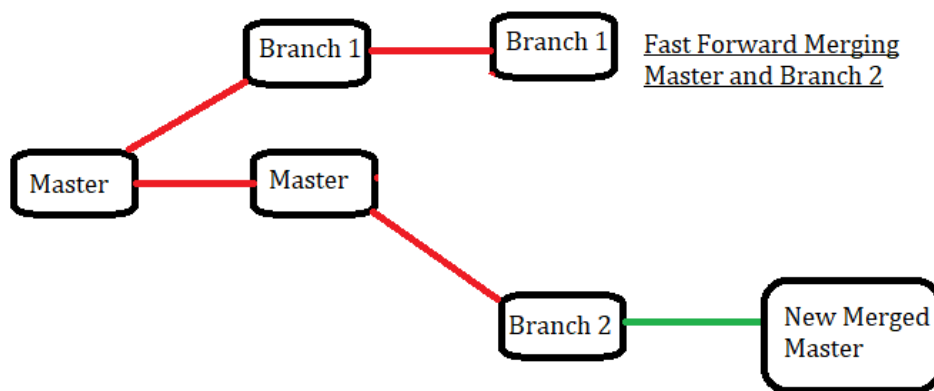 Branch 1
Branch 1
Fast Forward Merging
Master and Branch 2
Master
Master
Branch 2
New Merged
Master